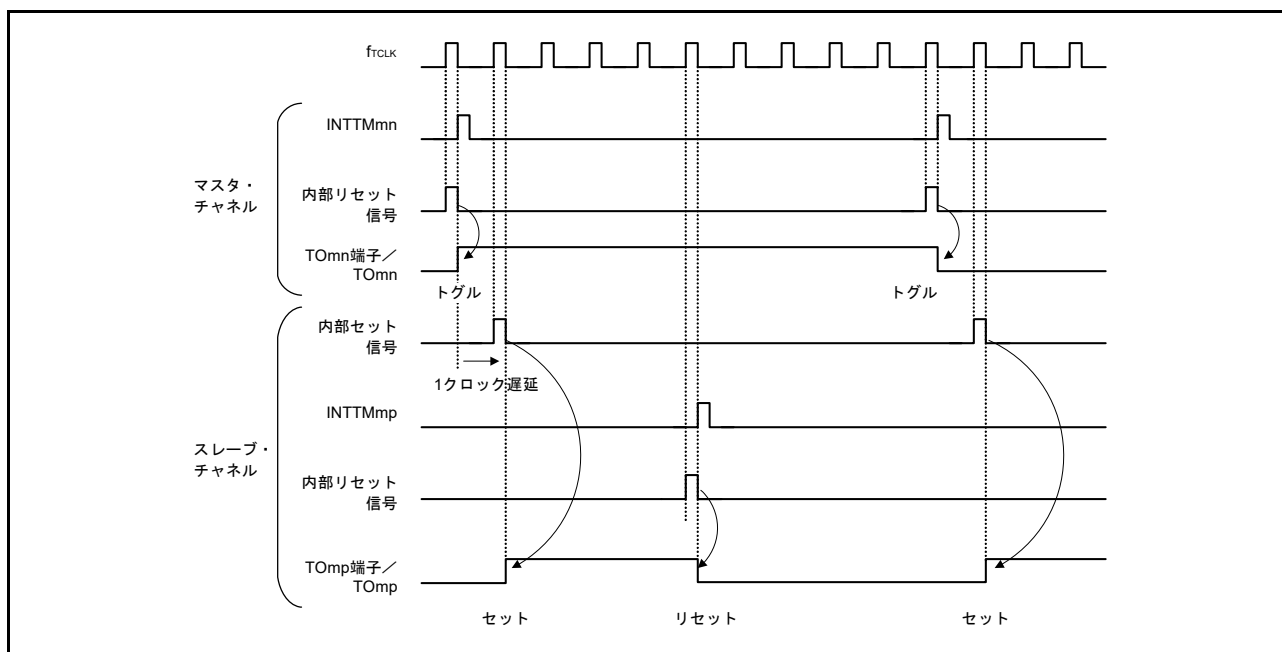 fTCLK
INTTMmn
マスタ・
チャネル
内部リセット
信号
TOmn端子／
TOmn
トグル
トグル
内部セット
信号
1クロック遅延
INTTMmp
スレーブ・
チャネル
内部リセット
信号
TOmp端子／
TOmp
セット
リセット
セット